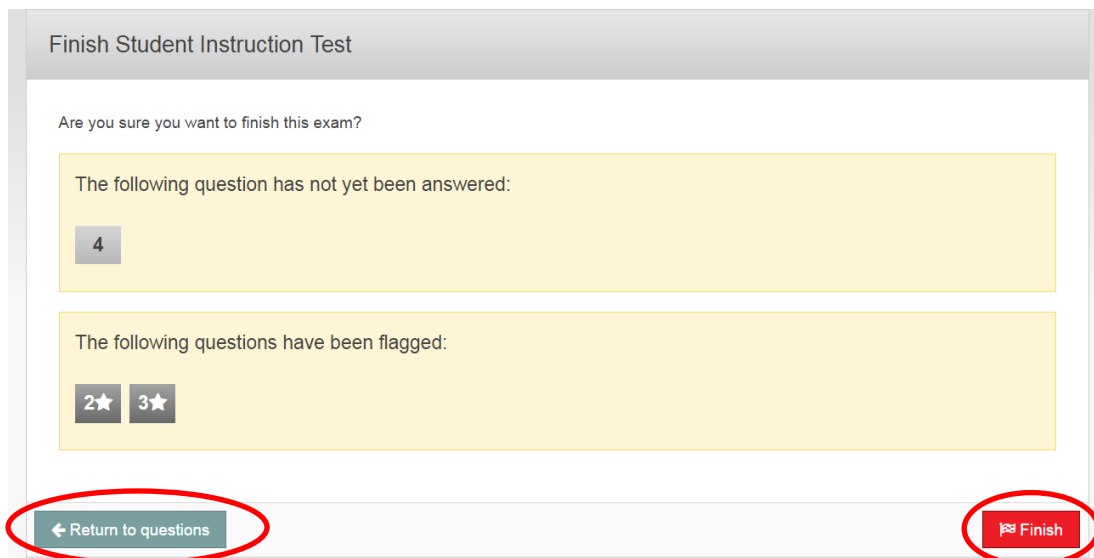 Finish Student Instruction Test
Are you sure you want to finish this exam?
The following question has not yet been answered:
4
The following questions have been flagged:
2★ 3★
← Return to questions
Finish